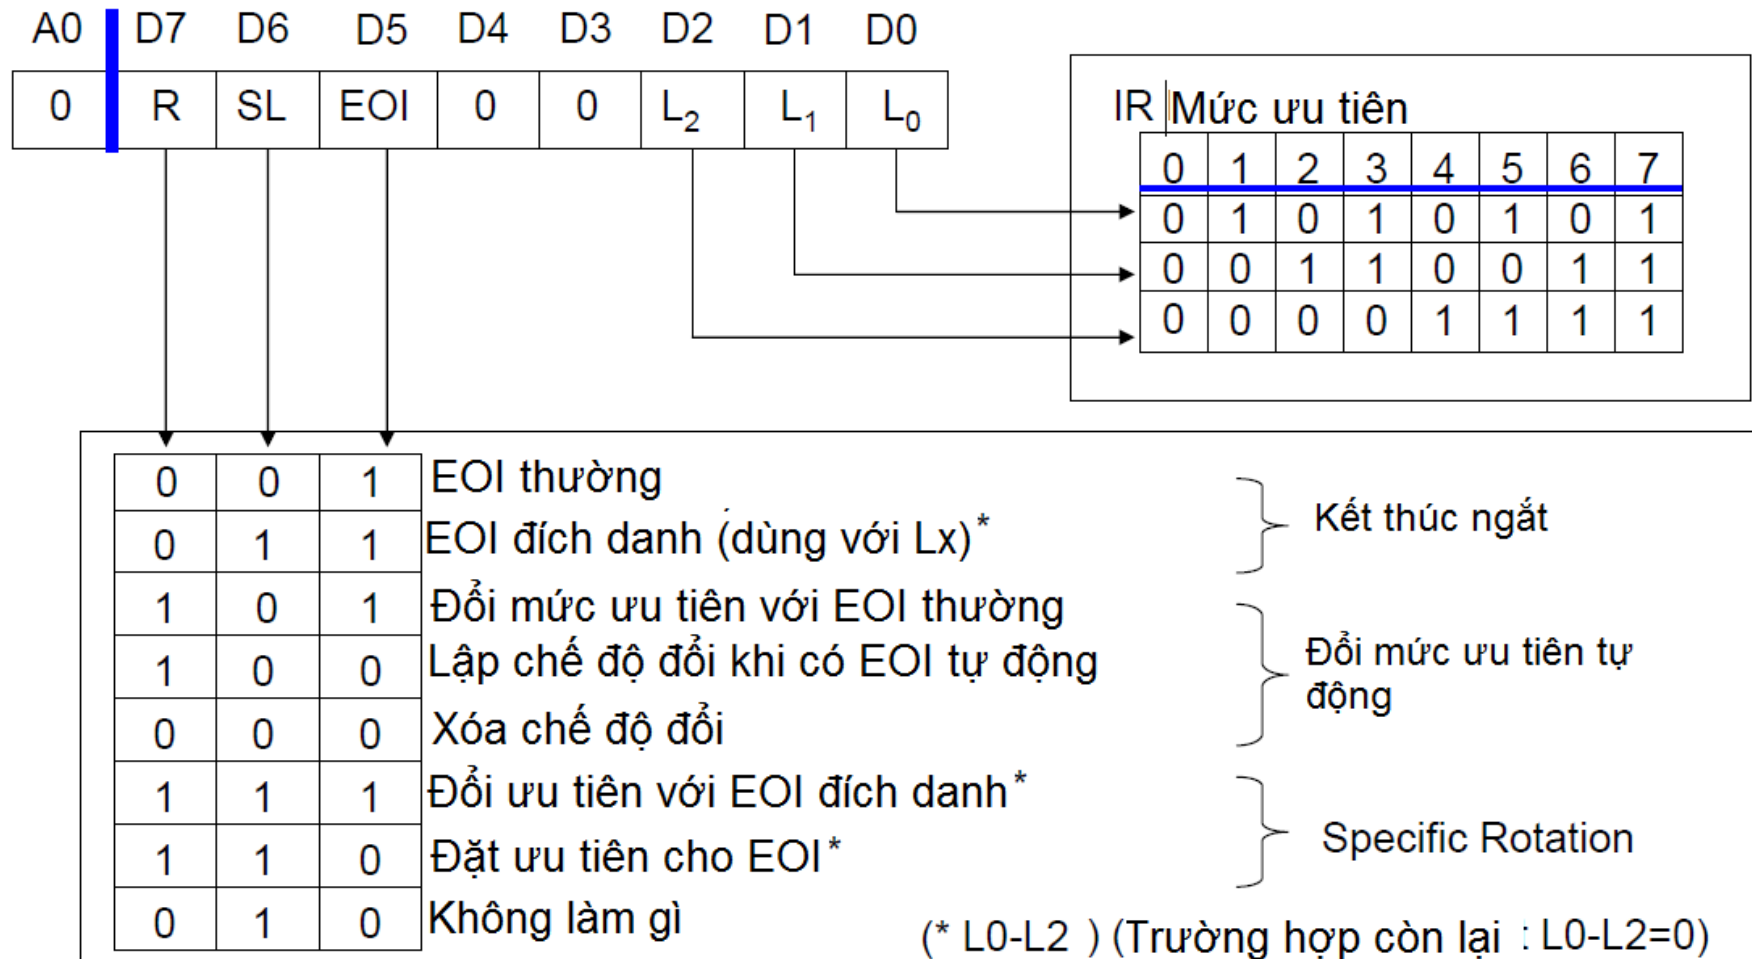 A0 D7 D6 D5 D4 D3 D2 D1 D0
0 R SL EOI 0 0 L2 L1 L0
IR Mức ưu tiên
0 1 2 3 4 5 6 7
0 1 0 1 0 1 0 1
0 0 1 1 0 0 1 1
0 0 0 0 1 1 1 1
0 0 1 EOI thường
0 1 1 EOI đích danh (dùng với Lx)*
Kết thúc ngắt
1 0 1 Đổi mức ưu tiên với EOI thường
1 0 0 Lập chế độ đổi khi có EOI tự động
0 0 0 Xóa chế độ đổi
Đổi mức ưu tiên tự
động
1 1 1 Đổi ưu tiên với EOI đích danh*
1 1 0 Đặt ưu tiên cho EOI*
Specific Rotation
0 1 0 Không làm gì
(* L0-L2 ) (Trường hợp còn lại : L0-L2=0)